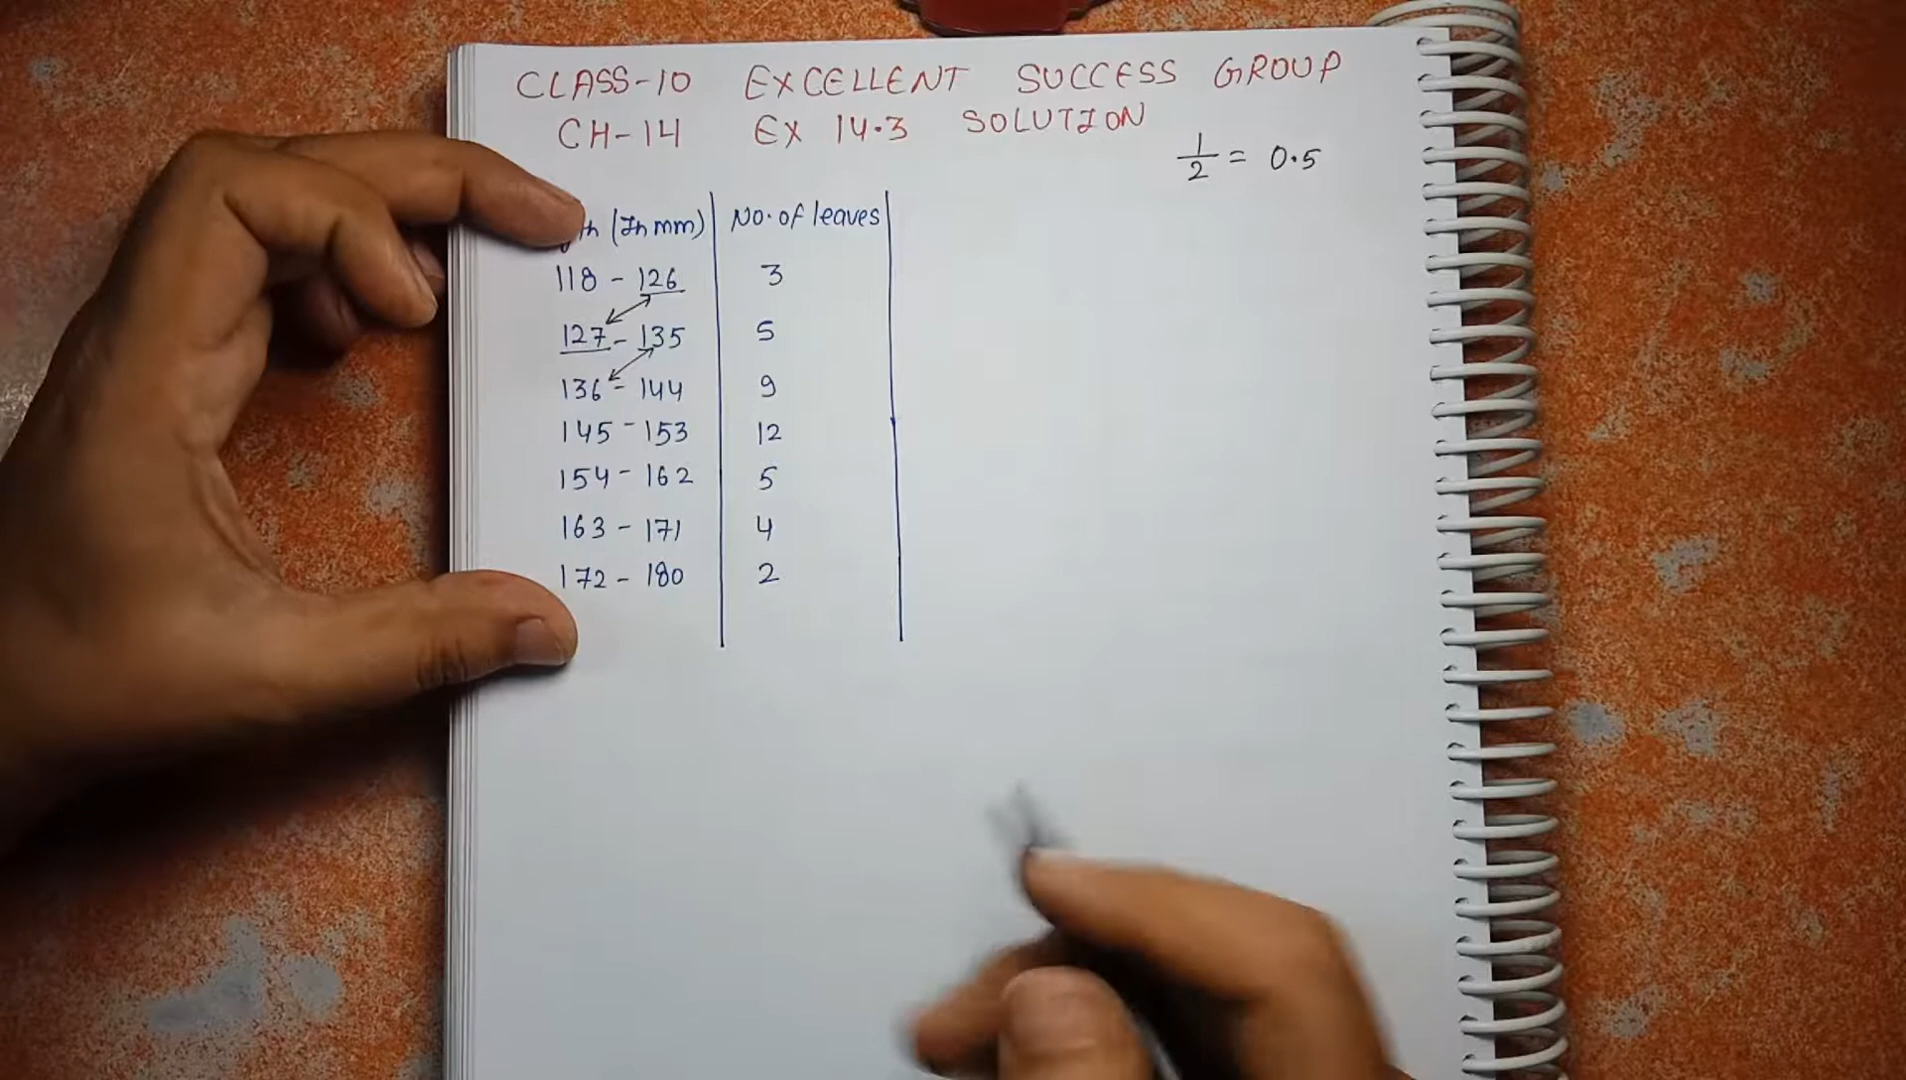 CLASS-10 EXCELLENT SUCCESS GROUP
CH-14 EX 14.3 SOLUTION
1/2 = 0.5
(In mm) No. of leaves
118 - 126 3
127 - 135 5
136 - 144 9
145 - 153 12
154 - 162 5
163 - 171 4
172 - 180 2